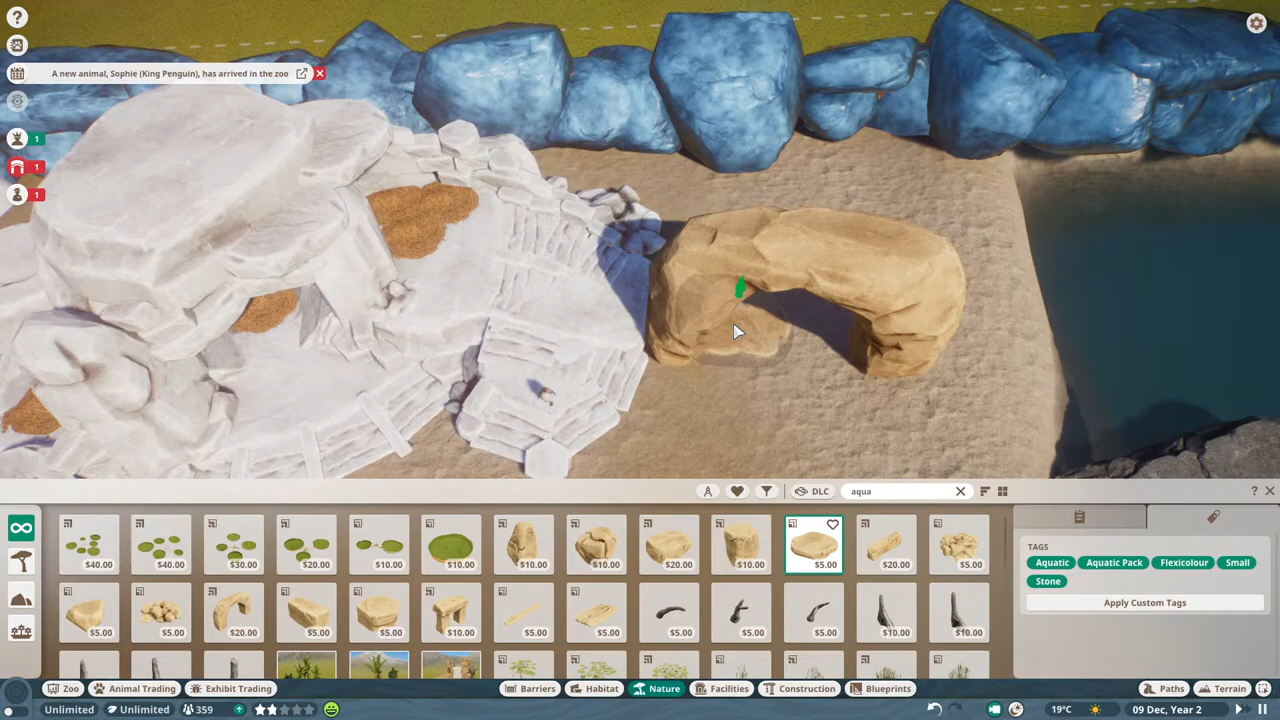 ?
A new animal, Sophie (King Penguin), has arrived in the zoo
1
1
1
DLC
aqua
?
$40.00 $40.00 $30.00 $20.00 $10.00 $10.00 $10.00 $10.00 $20.00 $10.00 $5.00 $20.00 $5.00
$5.00 $5.00 $20.00 $5.00 $5.00 $10.00 $5.00 $5.00 $5.00 $5.00 $5.00 $10.00 $10.00
TAGS
Aquatic Aquatic Pack Flexicolour Small
Stone
Apply Custom Tags
Zoo Animal Trading Exhibit Trading Barriers Habitat Nature Facilities Construction Blueprints Paths Terrain
Unlimited Unlimited 359 19°C 09 Dec, Year 2